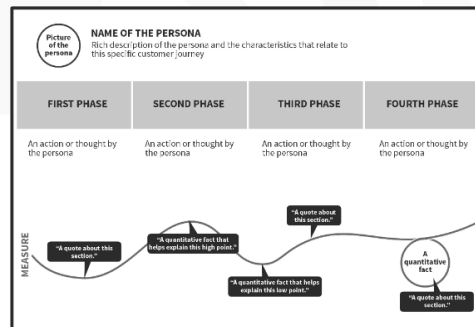 Picture
of the
persona
NAME OF THE PERSONA
Rich description of the persona and the characteristics that relate to
this specific customer journey
FIRST PHASE
SECOND PHASE
THIRD PHASE
FOURTH PHASE
An action or thought by
the persona
An action or thought by
the persona
An action or thought by
the persona
An action or thought by
the persona
MEASURE
"A quote about this
section."
"A quantitative fact that
helps explain this high point."
"A quantitative fact that helps
explain this low point."
"A quote about
this section."
A
quantitative
fact
"A quote about this
section."